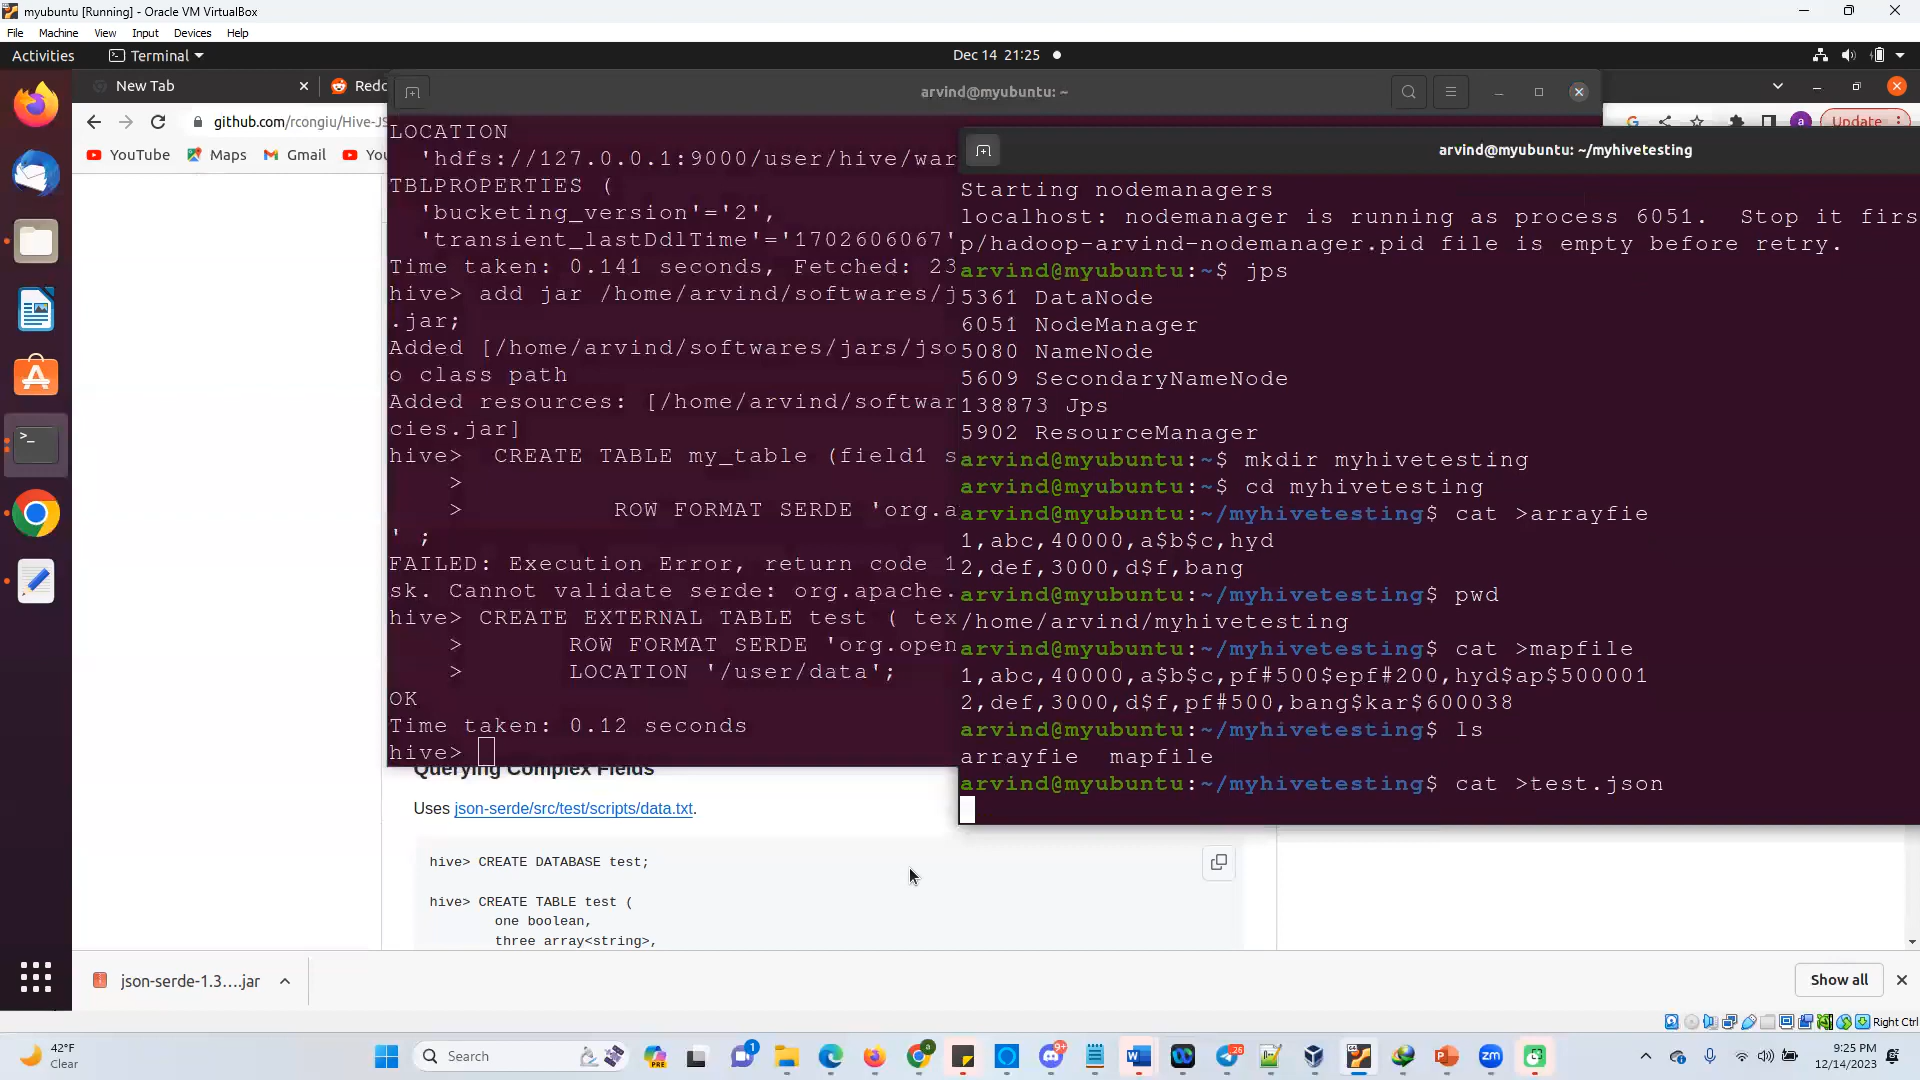 myubuntu [Running] - Oracle VM VirtualBox
File Machine View Input Devices Help
Activities Terminal Dec 14 21:25
New Tab
Redd
arvind@myubuntu: ~
github.com/rcongiu/Hive-JS
Update
YouTube Maps Gmail You
LOCATION
'hdfs://127.0.0.1:9000/user/hive/war
TBLPROPERTIES (
'bucketing_version'='2',
'transient_lastDdlTime'='1702606067'
Time taken: 0.141 seconds, Fetched: 23
hive> add jar /home/arvind/softwares/j
.jar;
Added [/home/arvind/softwares/jars/jso
o class path
Added resources: [/home/arvind/softwar
cies.jar]
hive>  CREATE TABLE my_table (field1 s
>
> ROW FORMAT SERDE 'org.a
' ;
FAILED: Execution Error, return code 1
sk. Cannot validate serde: org.apache.
hive> CREATE EXTERNAL TABLE test ( tex
> ROW FORMAT SERDE 'org.open
> LOCATION '/user/data';
OK
Time taken: 0.12 seconds
hive>
arvind@myubuntu: ~/myhivetesting
Starting nodemanagers
localhost: nodemanager is running as process 6051.  Stop it firs
p/hadoop-arvind-nodemanager.pid file is empty before retry.
arvind@myubuntu:~$ jps
5361 DataNode
6051 NodeManager
5080 NameNode
5609 SecondaryNameNode
138873 Jps
5902 ResourceManager
arvind@myubuntu:~$ mkdir myhivetesting
arvind@myubuntu:~$ cd myhivetesting
arvind@myubuntu:~/myhivetesting$ cat >arrayfie
1,abc,40000,a$b$c,hyd
2,def,3000,d$f,bang
arvind@myubuntu:~/myhivetesting$ pwd
/home/arvind/myhivetesting
arvind@myubuntu:~/myhivetesting$ cat >mapfile
1,abc,40000,a$b$c,pf#500$epf#200,hyd$ap$500001
2,def,3000,d$f,pf#500,bang$kar$600038
arvind@myubuntu:~/myhivetesting$ ls
arrayfie  mapfile
arvind@myubuntu:~/myhivetesting$ cat >test.json
Querying Complex Fields
Uses json-serde/src/test/scripts/data.txt.
hive> CREATE DATABASE test;
hive> CREATE TABLE test (
one boolean,
three array<string>,
json-serde-1.3....jar
Show all
Right Ctrl
42°F
Clear
Search
9:25 PM
12/14/2023